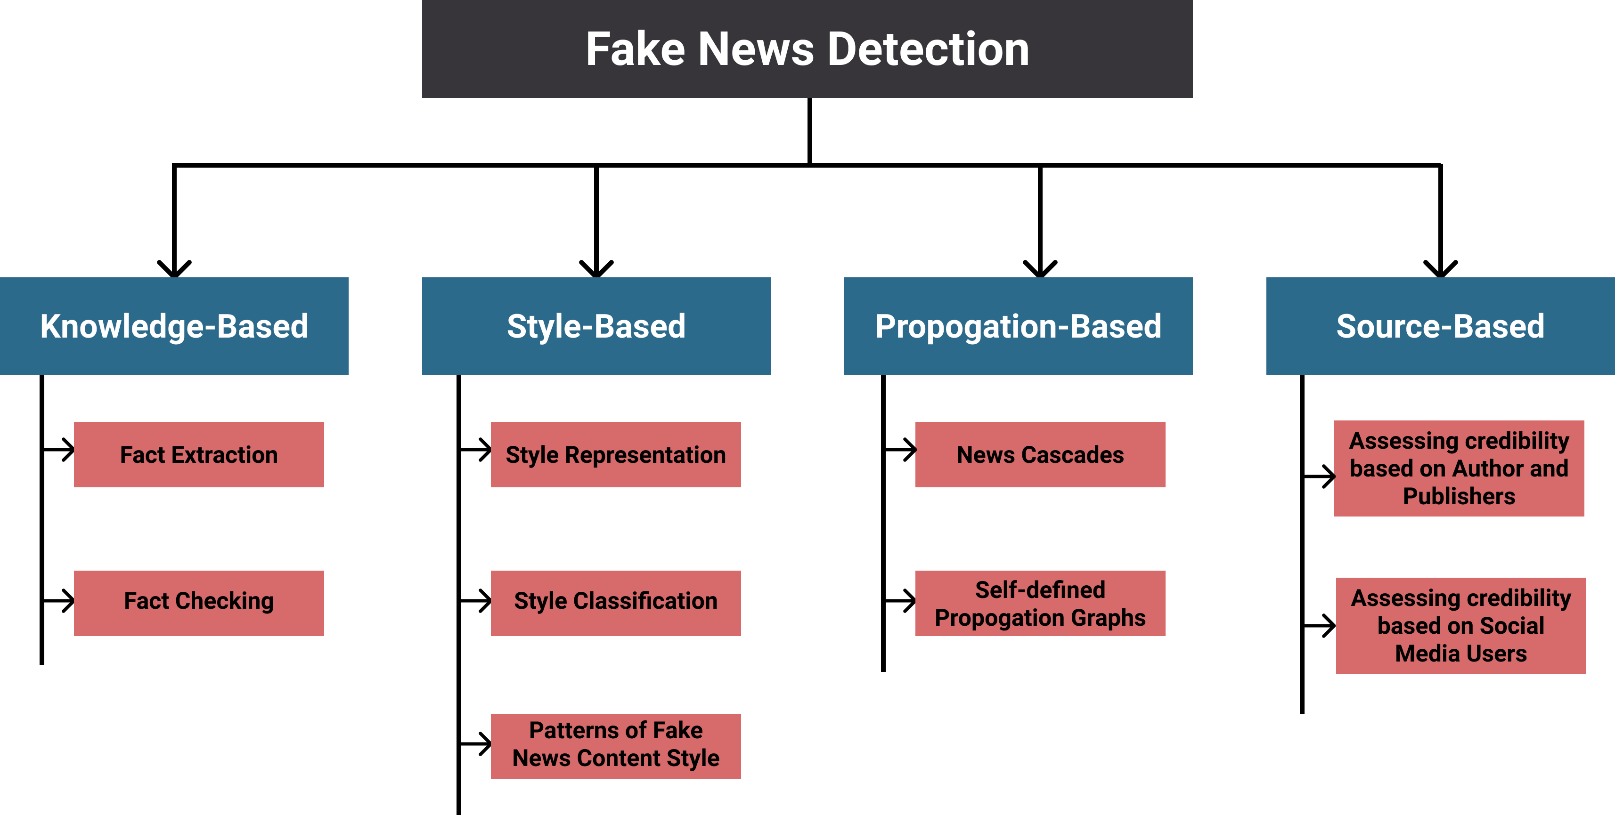 Fake News Detection
Knowledge-Based
Style-Based
Propogation-Based
Source-Based
Fact Extraction
Fact Checking
Style Representation
Style Classification
Patterns of Fake
News Content Style
News Cascades
Self-defined
Propogation Graphs
Assessing credibility
based on Author and
Publishers
Assessing credibility
based on Social
Media Users